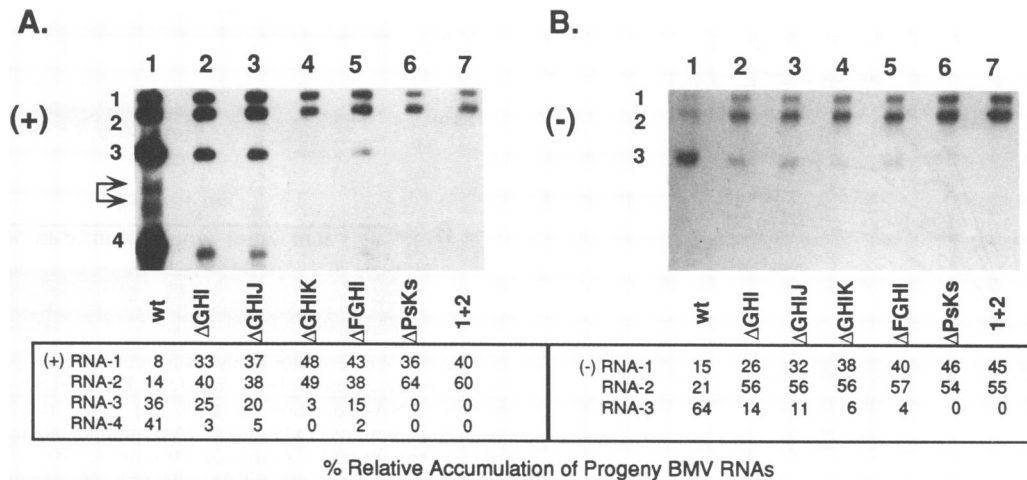 A.
1 2 3 4 5 6 7
(+)
1
2
3
4
wt ΔGHI ΔGHIJ ΔGHIK ΔFGHI ΔPsKs 1+2
(+) RNA-1 8 33 37 48 43 36 40
RNA-2 14 40 38 49 38 64 60
RNA-3 36 25 20 3 15 0 0
RNA-4 41 3 5 0 2 0 0
B.
1 2 3 4 5 6 7
(-)
1
2
3
wt ΔGHI ΔGHIJ ΔGHIK ΔFGHI ΔPsKs 1+2
(-) RNA-1 15 26 32 38 40 46 45
RNA-2 21 56 56 56 57 54 55
RNA-3 64 14 11 6 4 0 0
% Relative Accumulation of Progeny BMV RNAs